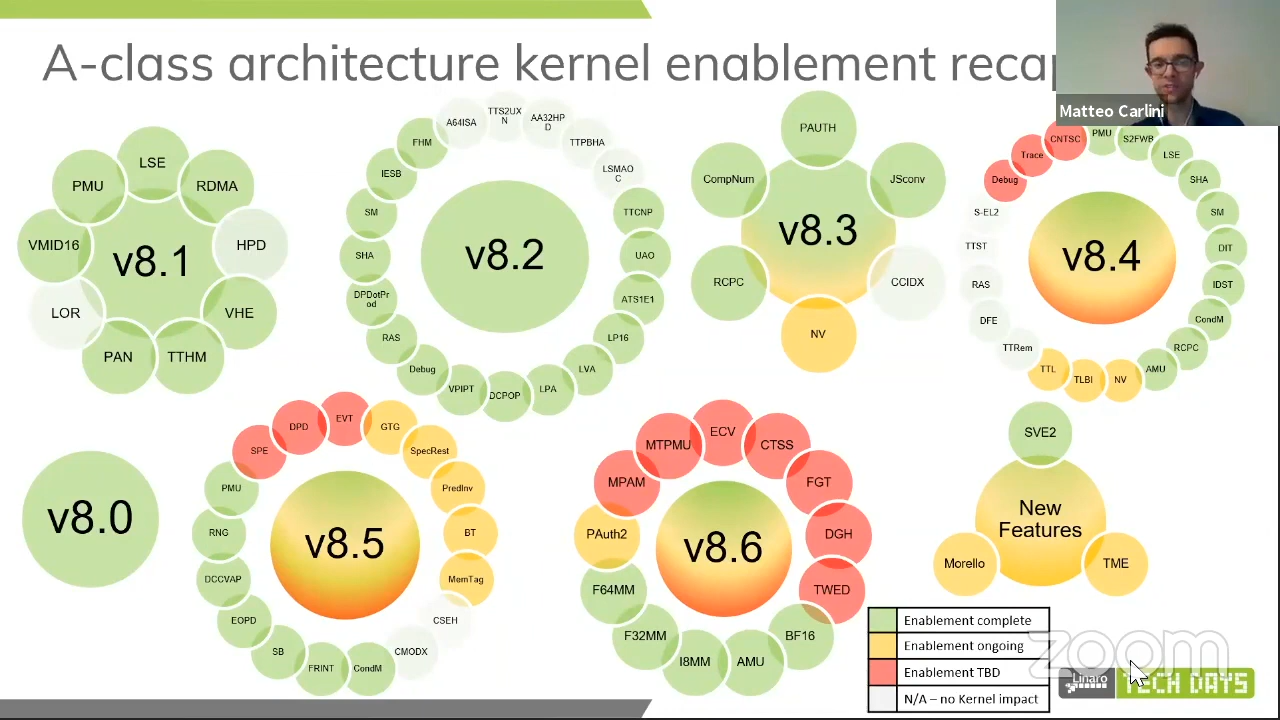 A-class architecture kernel enablement recap
Matteo Carlini
LSE
RDMA
HPD
VHE
TTHM
PAN
LOR
VMID16
PMU
v8.1
A64ISA
TTS2UX
N
AA32HP
D
TTPBHA
LSMAO
C
TTCNP
UAO
ATS1E1
LP16
LVA
LPA
DCPOP
VPIPT
Debug
RAS
DPDotPr
od
SHA
SM
IESB
FHM
v8.2
PAUTH
JSconv
CCIDX
NV
RCPC
CompNum
v8.3
PMU
S2FWB
LSE
SHA
SM
DIT
IDST
CondM
RCPC
AMU
NV
TLBI
TTL
TTRem
DFE
RAS
TTST
S-EL2
Debug
Trace
CNTSC
v8.4
v8.0
EVT
GTG
SpecRest
PredInv
BT
MemTag
CSEH
CMODX
CondM
FRINT
SB
EOPD
DCCVAP
RNG
PMU
SPE
DPD
v8.5
ECV
CTSS
FGT
DGH
TWED
BF16
AMU
I8MM
F32MM
F64MM
PAuth2
MPAM
MTPMU
v8.6
SVE2
New
Features
Morello
TME
Enablement complete
Enablement ongoing
Enablement TBD
N/A – no Kernel impact
zoom
Linaro
TECH DAYS